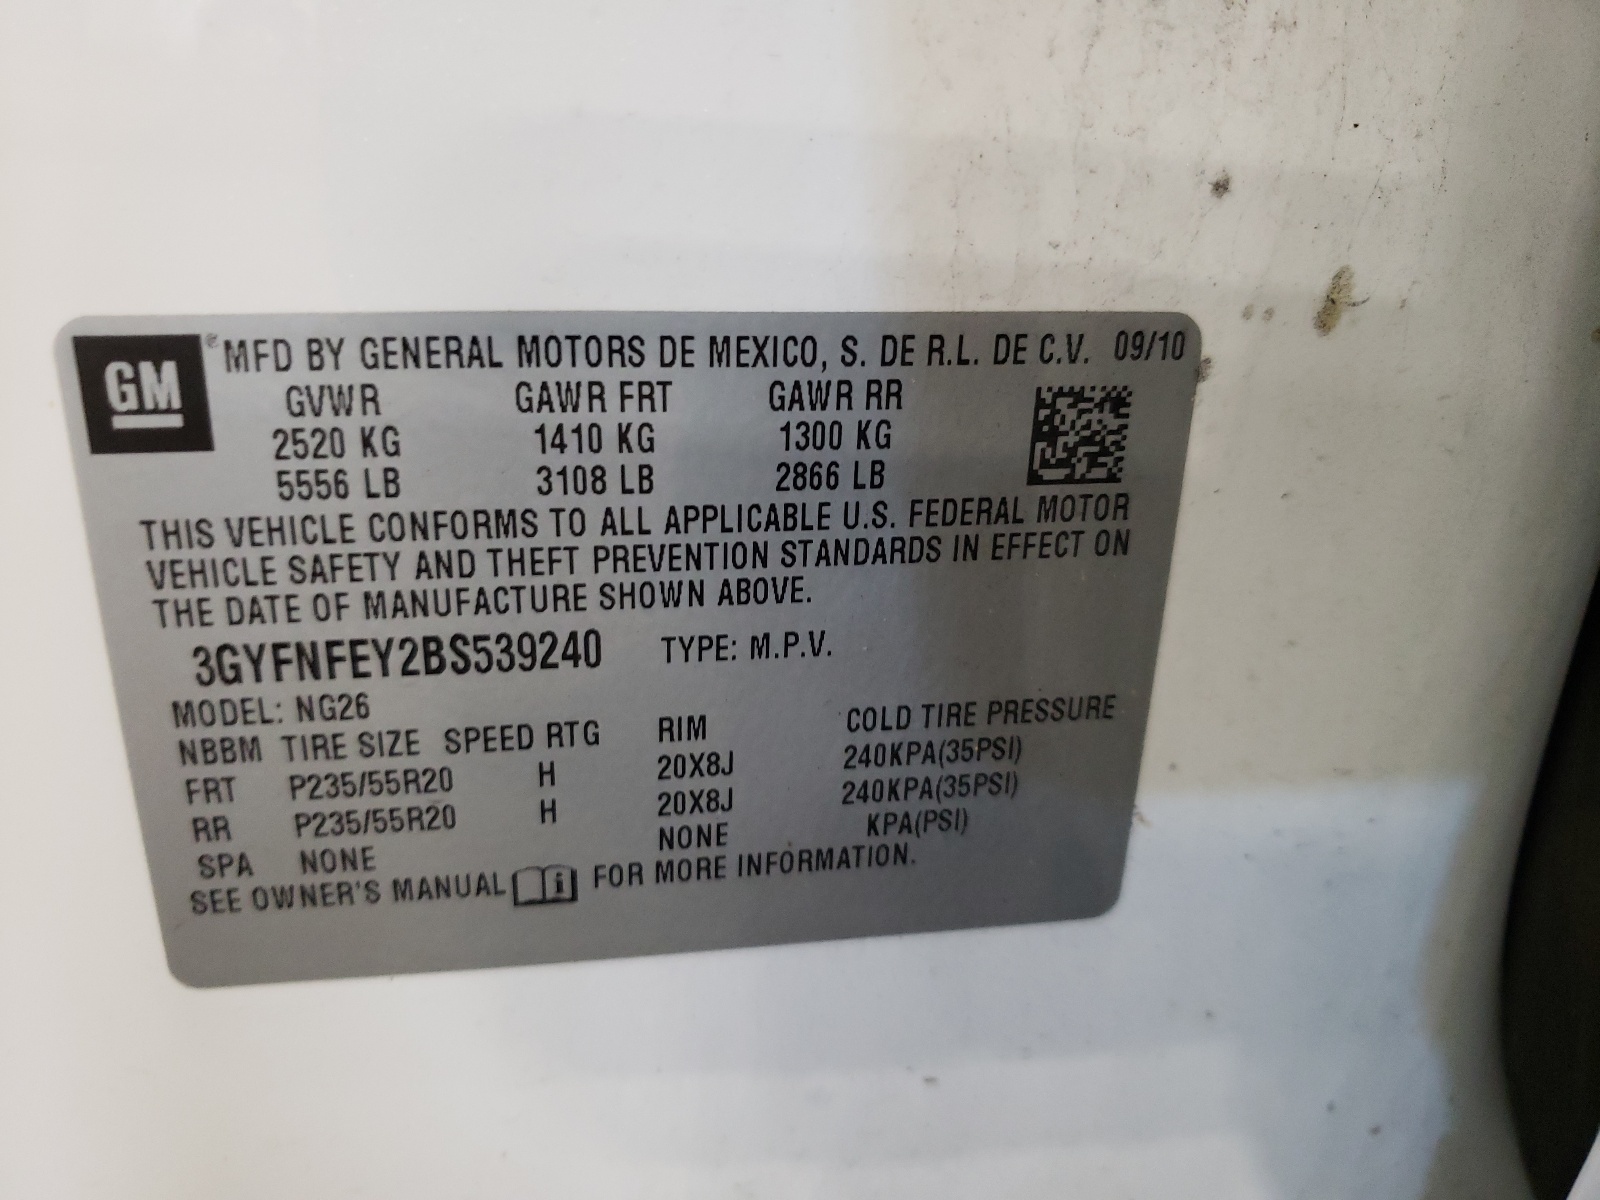 GM ® MFD BY GENERAL MOTORS DE MEXICO, S. DE R.L. DE C.V. 09/10
GVWR GAWR FRT GAWR RR
2520 KG 1410 KG 1300 KG
5556 LB 3108 LB 2866 LB
THIS VEHICLE CONFORMS TO ALL APPLICABLE U.S. FEDERAL MOTOR
VEHICLE SAFETY AND THEFT PREVENTION STANDARDS IN EFFECT ON
THE DATE OF MANUFACTURE SHOWN ABOVE.
3GYFNFEY2BS539240 TYPE: M.P.V.
MODEL: NG26
NBBM TIRE SIZE SPEED RTG RIM COLD TIRE PRESSURE
FRT P235/55R20 H 20X8J 240KPA(35PSI)
RR P235/55R20 H 20X8J 240KPA(35PSI)
SPA NONE NONE KPA(PSI)
SEE OWNER'S MANUAL i FOR MORE INFORMATION.